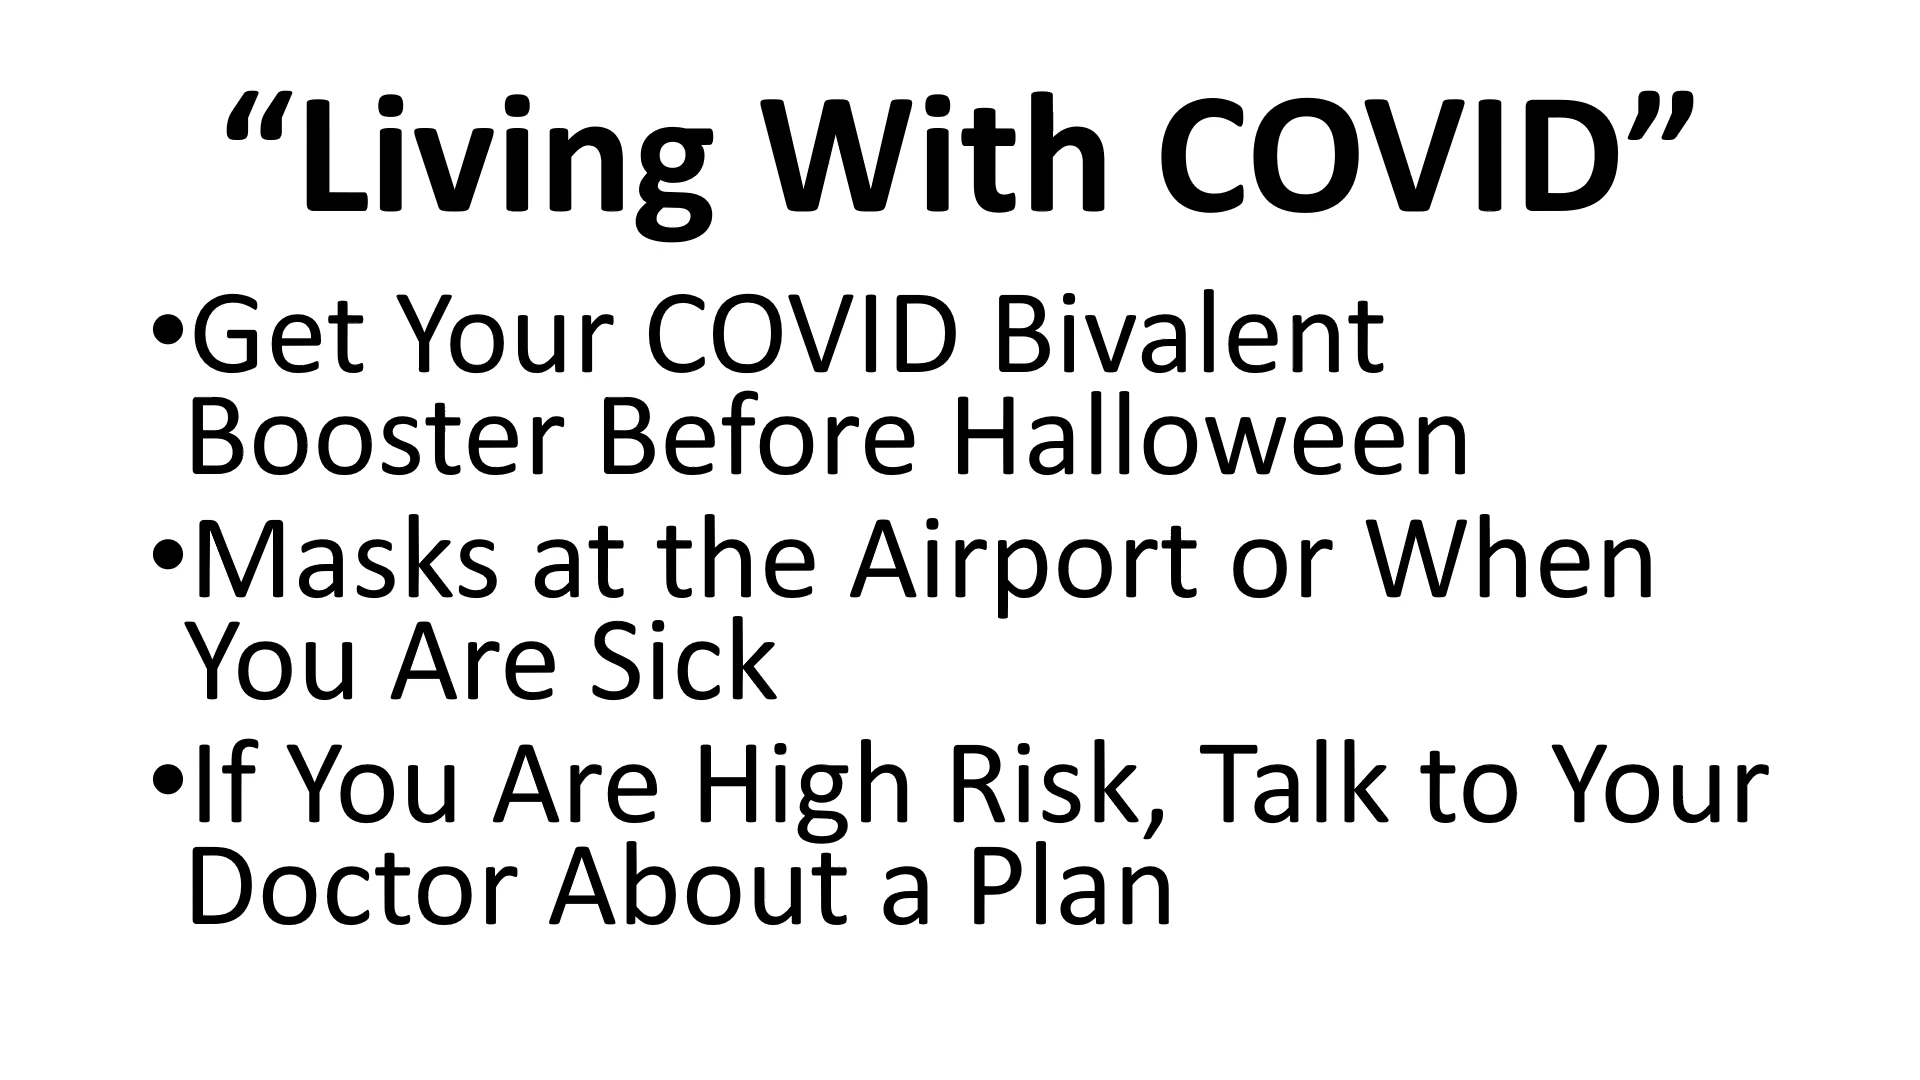 “Living With COVID”
•Get Your COVID Bivalent
Booster Before Halloween
•Masks at the Airport or When
You Are Sick
•If You Are High Risk, Talk to Your
Doctor About a Plan